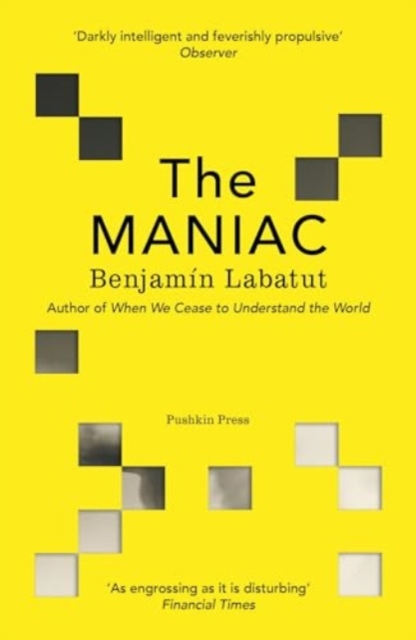 ‘Darkly intelligent and feverishly propulsive’
Observer
The
MANIAC
Benjamín Labatut
Author of When We Cease to Understand the World
Pushkin Press
‘As engrossing as it is disturbing’
Financial Times